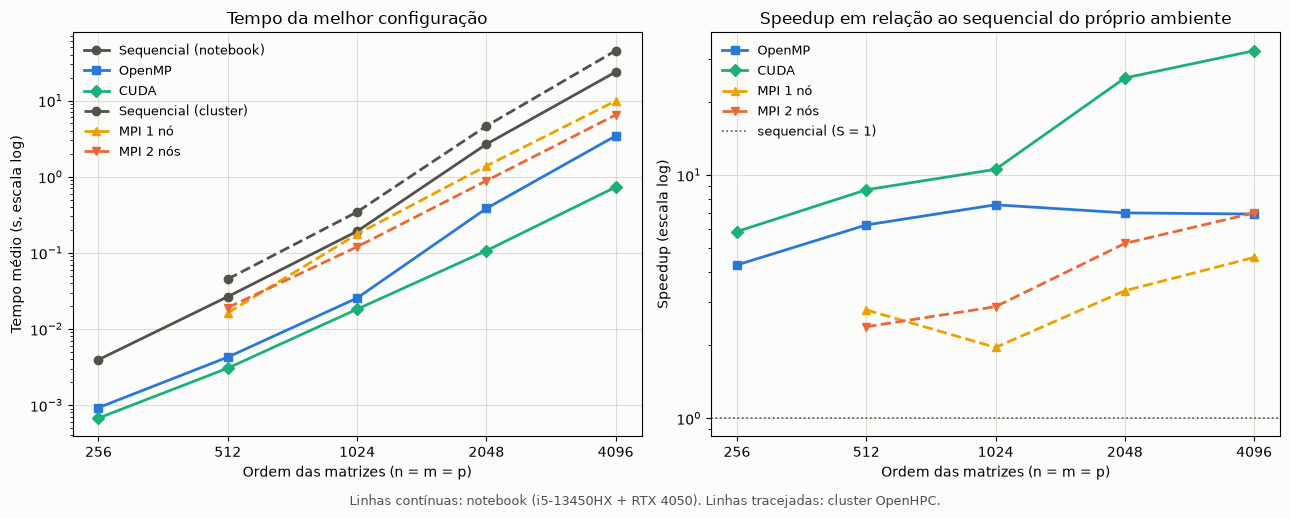 Tempo da melhor configuração
Tempo médio (s, escala log)
Sequencial (notebook)
OpenMP
CUDA
Sequencial (cluster)
MPI 1 nó
MPI 2 nós
10¹
10⁰
10⁻¹
10⁻²
10⁻³
256 512 1024 2048 4096
Ordem das matrizes (n = m = p)
Speedup em relação ao sequencial do próprio ambiente
Speedup (escala log)
OpenMP
CUDA
MPI 1 nó
MPI 2 nós
sequencial (S = 1)
10¹
10⁰
256 512 1024 2048 4096
Ordem das matrizes (n = m = p)
Linhas contínuas: notebook (i5-13450HX + RTX 4050). Linhas tracejadas: cluster OpenHPC.